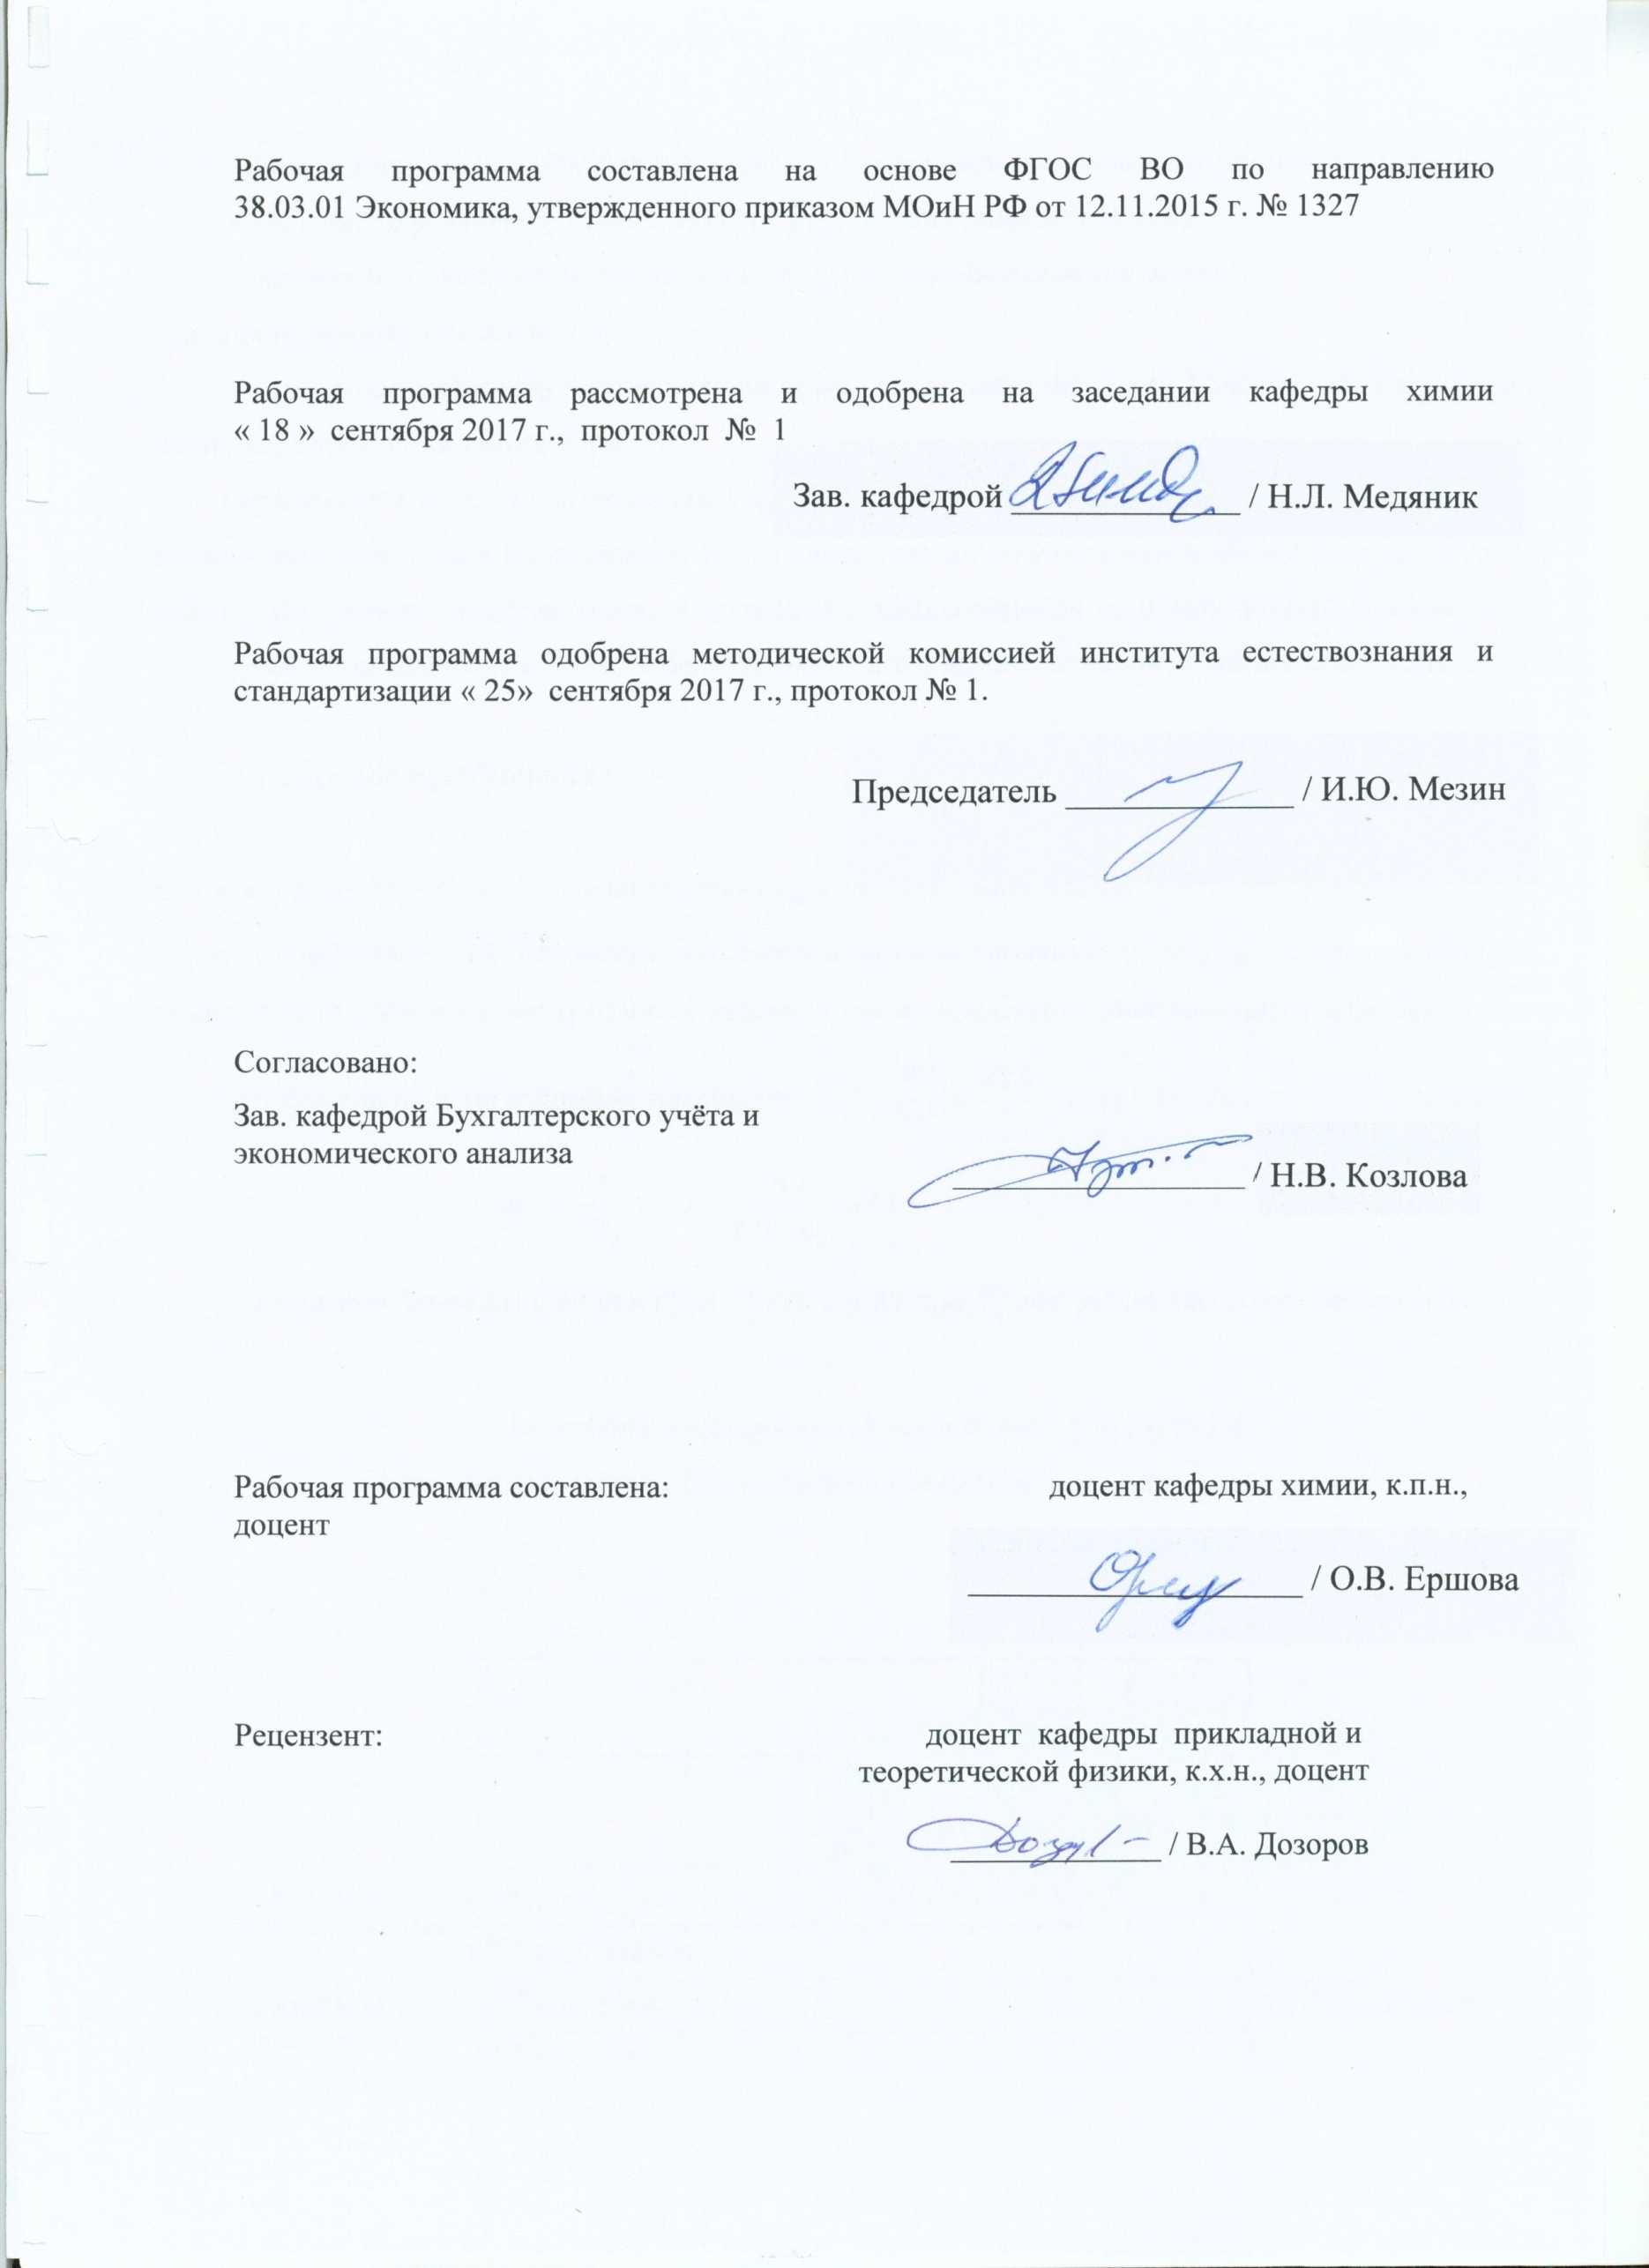 Рабочая программа составлена на основе ФГОС ВО по направлению
38.03.01 Экономика, утвержденного приказом МОиН РФ от 12.11.2015 г. № 1327
Рабочая программа рассмотрена и одобрена на заседании кафедры химии
« 18 » сентября 2017 г., протокол № 1
Зав. кафедрой / Н.Л. Медяник
Рабочая программа одобрена методической комиссией института естествознания и
стандартизации « 25» сентября 2017 г., протокол № 1.
Председатель / И.Ю. Мезин
Согласовано:
Зав. кафедрой Бухгалтерского учёта и
экономического анализа
/ Н.В. Козлова
Рабочая программа составлена: доцент кафедры химии, к.п.н.,
доцент
/ О.В. Ершова
Рецензент: доцент кафедры прикладной и
теоретической физики, к.х.н., доцент
/ В.А. Дозоров